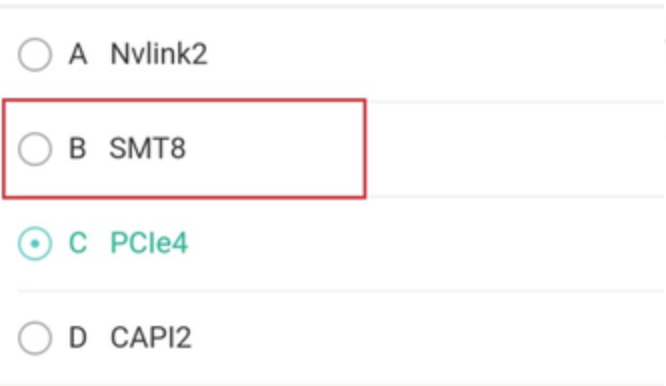 A Nvlink2
B SMT8
C PCIe4
D CAPI2